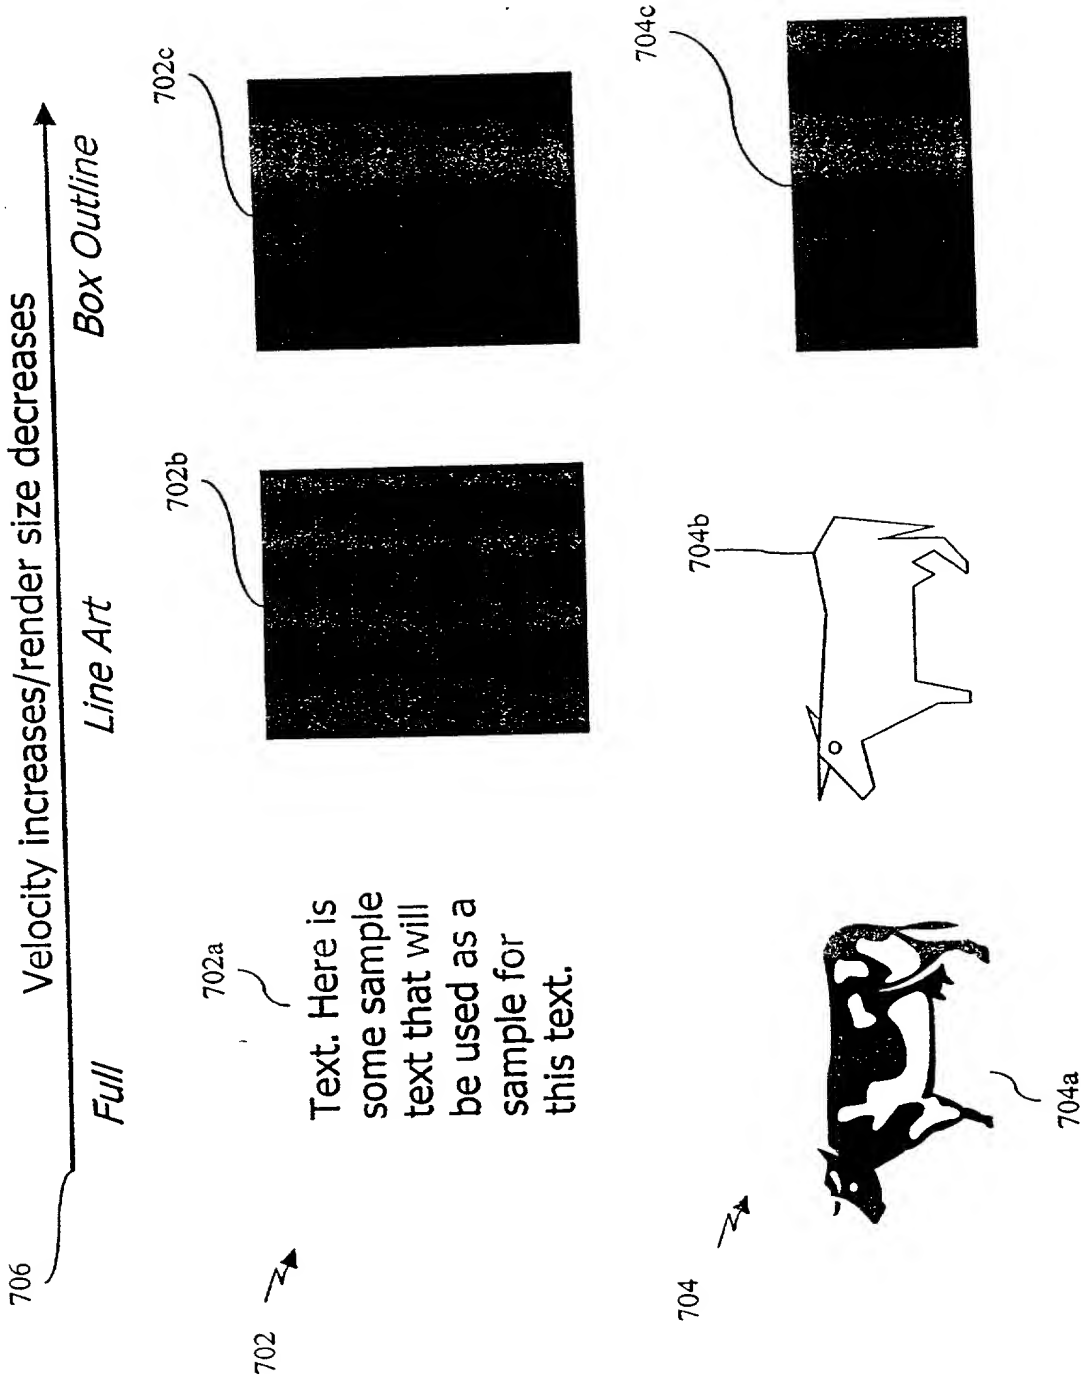 706
Velocity increases/render size decreases
Full
Line Art
Box Outline
702
702a
Text. Here is
some sample
text that will
be used as a
sample for
this text.
702b
702c
704
704a
704b
704c